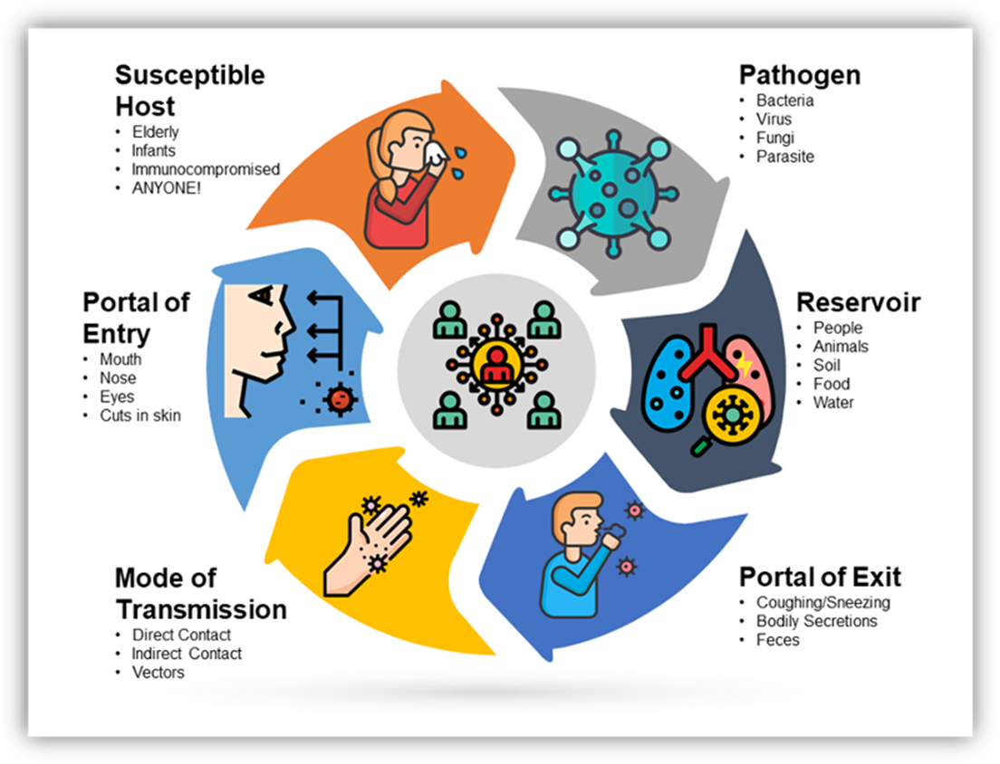 Susceptible
Host
• Elderly
• Infants
• Immunocompromised
• ANYONE!
Pathogen
• Bacteria
• Virus
• Fungi
• Parasite
Reservoir
• People
• Animals
• Soil
• Food
• Water
Portal of Exit
• Coughing/Sneezing
• Bodily Secretions
• Feces
Mode of
Transmission
• Direct Contact
• Indirect Contact
• Vectors
Portal of
Entry
• Mouth
• Nose
• Eyes
• Cuts in skin